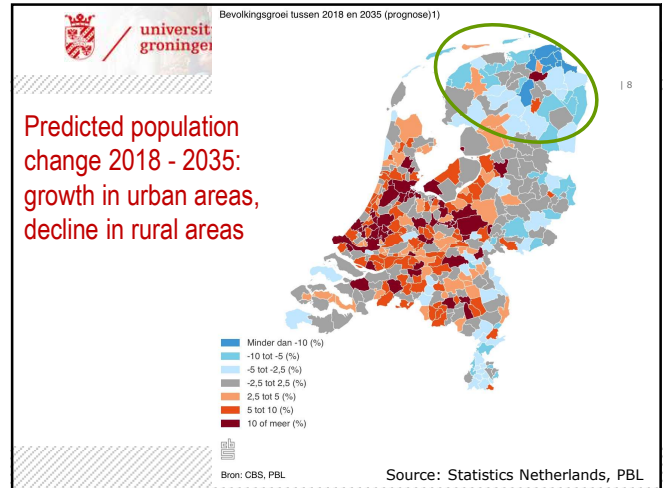 universit
groninger
Bevolkingsgroei tussen 2018 en 2035 (prognose)1)
| 8
Predicted population
change 2018 - 2035:
growth in urban areas,
decline in rural areas
Minder dan -10 (%)
-10 tot -5 (%)
-5 tot -2,5 (%)
-2,5 tot 2,5 (%)
2,5 tot 5 (%)
5 tot 10 (%)
10 of meer (%)
Bron: CBS, PBL
Source: Statistics Netherlands, PBL